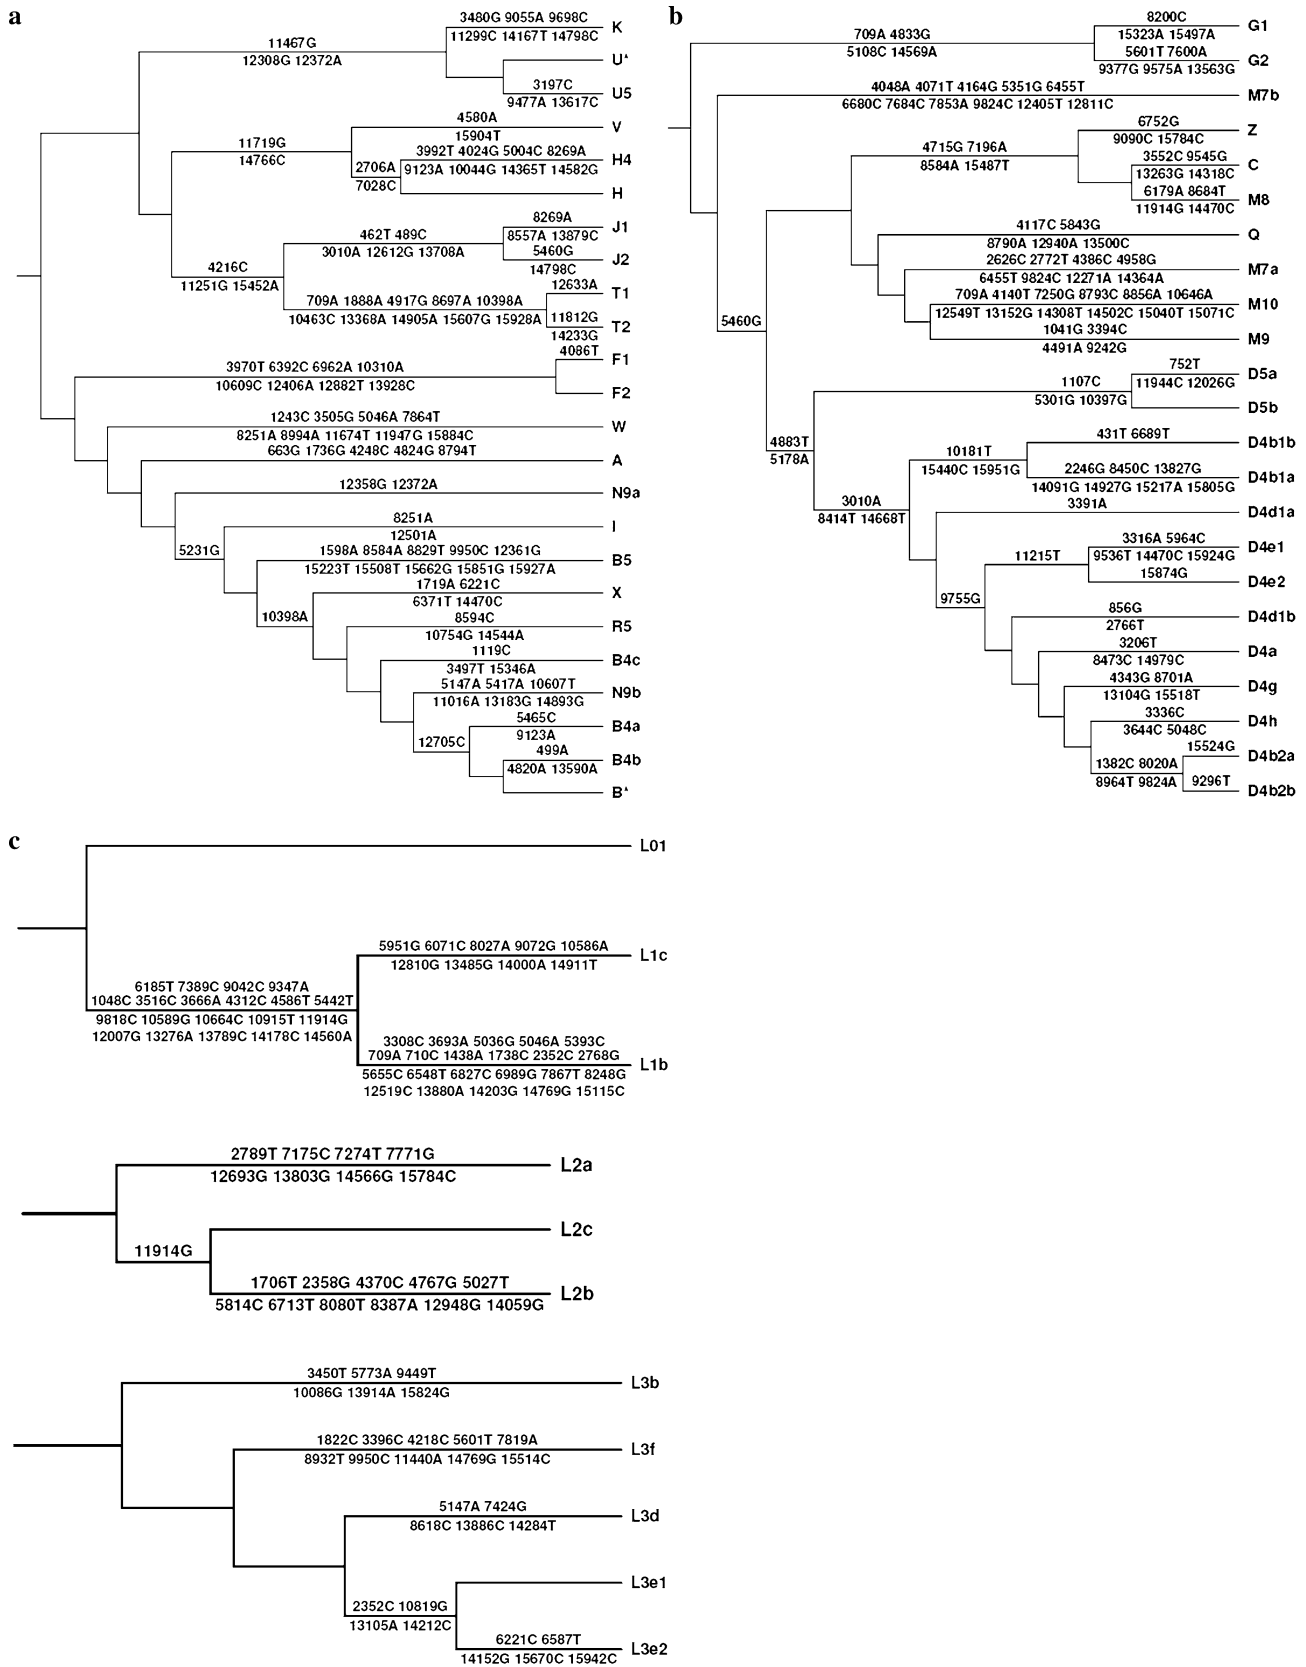 a
3480G 9055A 9698C
K
11299C 14167T 14798C
11467G
12308G 12372A
U*
3197C
U5
9477A 13617C
4580A
V
15904T
11719G
14766C
3992T 4024G 5004C 8269A
H4
9123A 10044G 14365T 14582G
2706A
7028C
H
8269A
J1
8557A 13879C
462T 489C
3010A 12612G 13708A
5460G
J2
14798C
4216C
11251G 15452A
12633A
T1
709A 1888A 4917G 8697A 10398A
10463C 13368A 14905A 15607G 15928A
11812G
T2
14233G
4086T
F1
3970T 6392C 6962A 10310A
10609C 12406A 12882T 13928C
F2
1243C 3505G 5046A 7864T
W
8251A 8994A 11674T 11947G 15884C
663G 1736G 4248C 4824G 8794T
A
12358G 12372A
N9a
8251A
I
12501A
5231G
1598A 8584A 8829T 9950C 12361G
B5
15223T 15508T 15662G 15851G 15927A
1719A 6221C
X
6371T 14470C
10398A
8594C
R5
10754G 14544A
1119C
B4c
3497T 15346A
5147A 5417A 10607T
N9b
11016A 13183G 14893G
5465C
B4a
9123A
12705C
499A
B4b
4820A 13590A
B*
b
8200C
G1
15323A 15497A
709A 4833G
5108C 14569A
5601T 7600A
G2
9377G 9575A 13563G
4048A 4071T 4164G 5351G 6455T
M7b
6680C 7684C 7853A 9824C 12405T 12811C
6752G
Z
9090C 15784C
4715G 7196A
8584A 15487T
3552C 9545G
C
13263G 14318C
6179A 8684T
M8
11914G 14470C
4117C 5843G
Q
8790A 12940A 13500C
2626C 2772T 4386C 4958G
M7a
6455T 9824C 12271A 14364A
709A 4140T 7250G 8793C 8856A 10646A
M10
12549T 13152G 14308T 14502C 15040T 15071C
5460G
1041G 3394C
M9
4491A 9242G
752T
D5a
11944C 12026G
1107C
5301G 10397G
D5b
4883T
5178A
431T 6689T
D4b1b
10181T
15440C 15951G
2246G 8450C 13827G
D4b1a
14091G 14927G 15217A 15805G
3010A
8414T 14668T
3391A
D4d1a
3316A 5964C
D4e1
9536T 14470C 15924G
11215T
15874G
D4e2
9755G
856G
D4d1b
2766T
3206T
D4a
8473C 14979C
4343G 8701A
D4g
13104G 15518T
3336C
D4h
3644C 5048C
15524G
D4b2a
1382C 8020A
8964T 9824A
9296T
D4b2b
c
L01
5951G 6071C 8027A 9072G 10586A
L1c
12810G 13485G 14000A 14911T
6185T 7389C 9042C 9347A
1048C 3516C 3666A 4312C 4586T 5442T
9818C 10589G 10664C 10915T 11914G
12007G 13276A 13789C 14178C 14560A
3308C 3693A 5036G 5046A 5393C
709A 710C 1438A 1738C 2352C 2768G
L1b
5655C 6548T 6827C 6989G 7867T 8248G
12519C 13880A 14203G 14769G 15115C
2789T 7175C 7274T 7771G
L2a
12693G 13803G 14566G 15784C
L2c
11914G
1706T 2358G 4370C 4767G 5027T
L2b
5814C 6713T 8080T 8387A 12948G 14059G
3450T 5773A 9449T
L3b
10086G 13914A 15824G
1822C 3396C 4218C 5601T 7819A
L3f
8932T 9950C 11440A 14769G 15514C
5147A 7424G
L3d
8618C 13886C 14284T
L3e1
2352C 10819G
13105A 14212C
6221C 6587T
L3e2
14152G 15670C 15942C